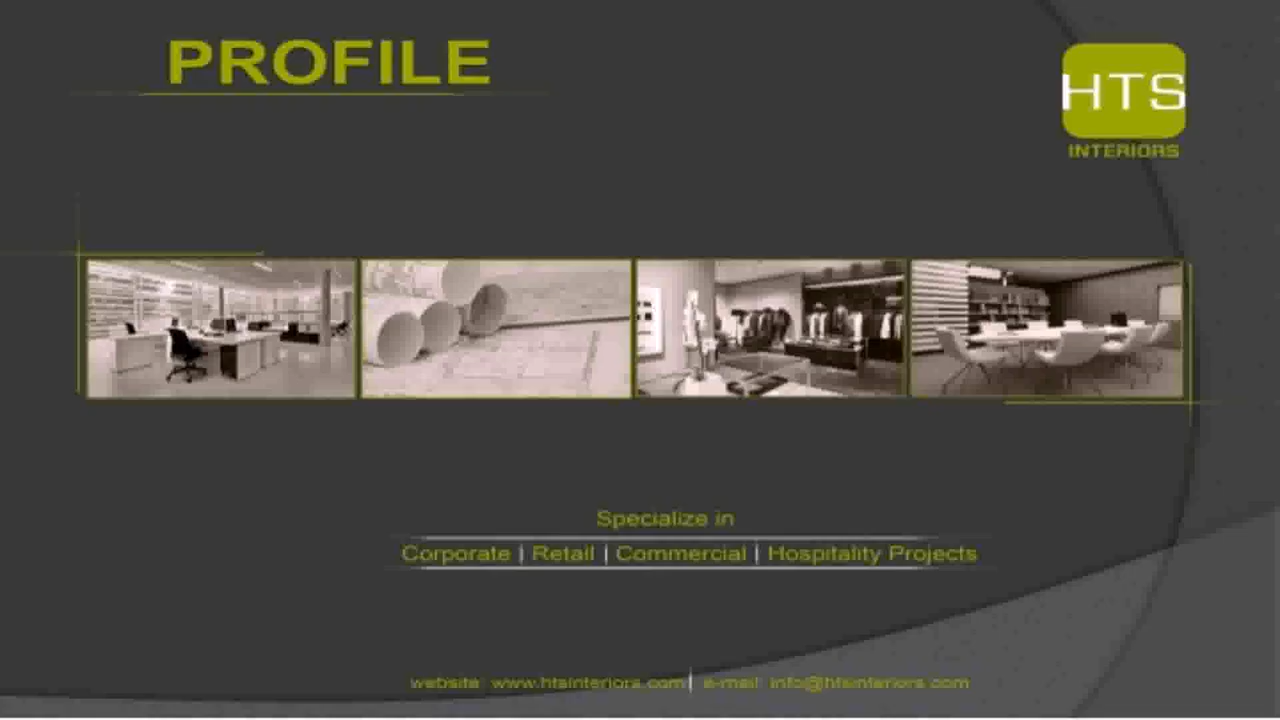 PROFILE
HTS
INTERIORS
Specialize in
Corporate | Retail | Commercial | Hospitality Projects
website: www.htsinteriors.com | e-mail: info@htsinteriors.com